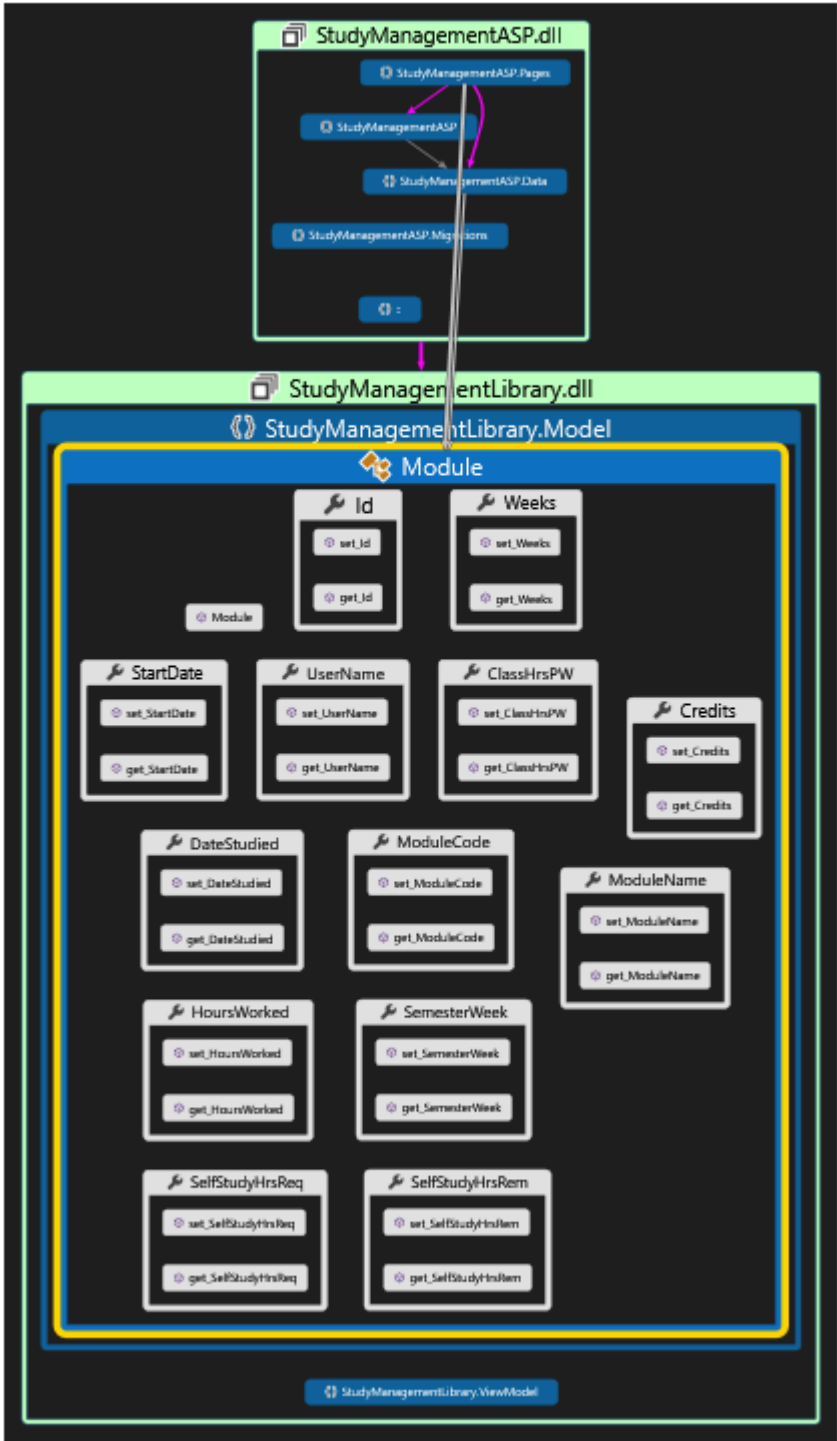 StudyManagementASP.dll
StudyManagementASP.Pages
StudyManagementASP
StudyManagementASP.Data
StudyManagementASP.Migrations
:
StudyManagementLibrary.dll
StudyManagementLibrary.Model
Module
Id
Weeks
set_Id
set_Weeks
get_Id
get_Weeks
Module
StartDate
UserName
ClassHrsPW
set_StartDate
set_UserName
set_ClassHrsPW
get_StartDate
get_UserName
get_ClassHrsPW
Credits
set_Credits
get_Credits
DateStudied
ModuleCode
set_DateStudied
set_ModuleCode
get_DateStudied
get_ModuleCode
ModuleName
set_ModuleName
get_ModuleName
HoursWorked
SemesterWeek
set_HoursWorked
set_SemesterWeek
get_HoursWorked
get_SemesterWeek
SelfStudyHrsReq
SelfStudyHrsRem
set_SelfStudyHrsReq
set_SelfStudyHrsRem
get_SelfStudyHrsReq
get_SelfStudyHrsRem
StudyManagementLibrary.ViewModel